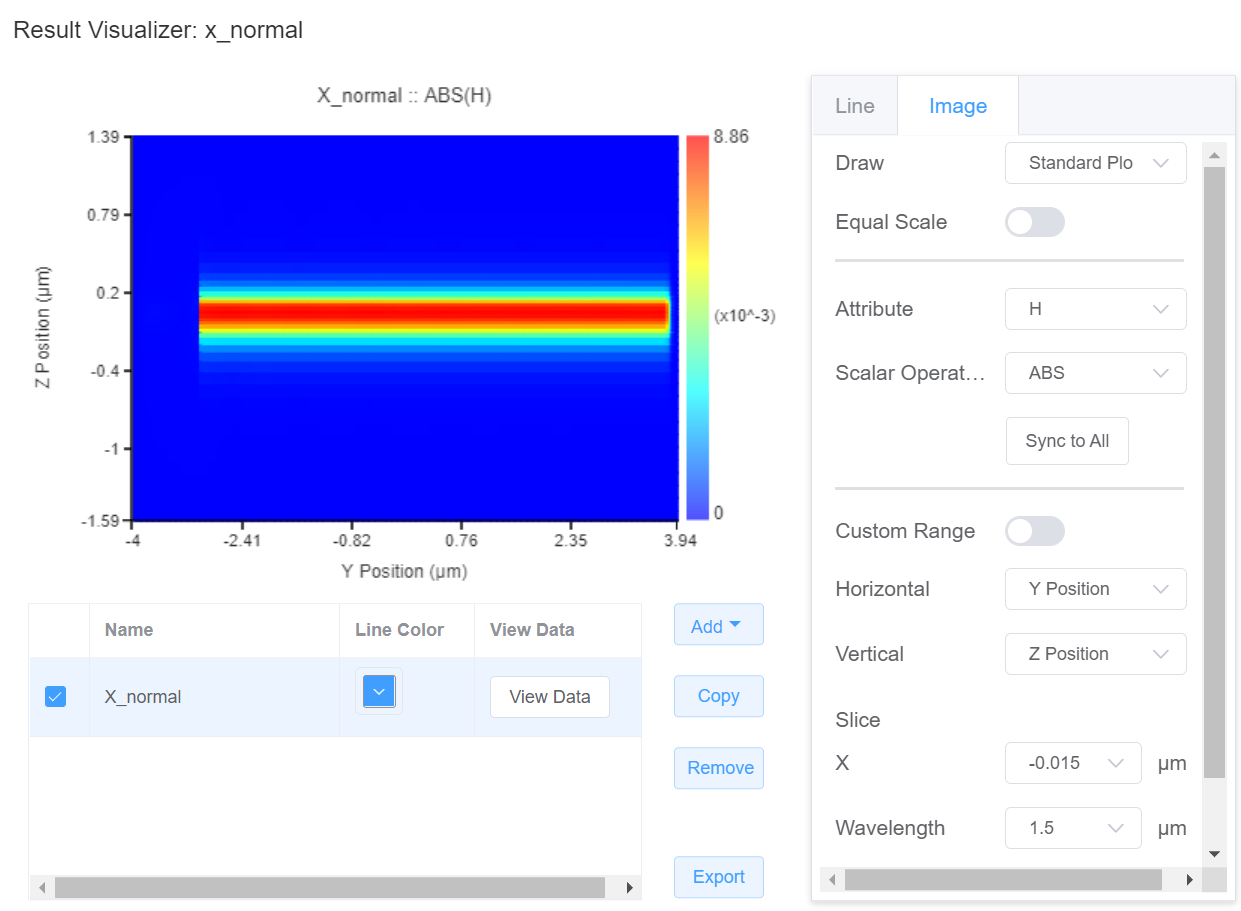 Result Visualizer: x_normal
X_normal :: ABS(H)
1.39
0.79
0.2
-0.4
-1
-1.59
Z Position (μm)
-4
-2.41
-0.82
0.76
2.35
3.94
Y Position (μm)
8.86
(x10^-3)
0
Name
Line Color
View Data
X_normal
View Data
Add
Copy
Remove
Export
Line
Image
Draw
Standard Plo
Equal Scale
Attribute
H
Scalar Operat…
ABS
Sync to All
Custom Range
Horizontal
Y Position
Vertical
Z Position
Slice
X
-0.015
μm
Wavelength
1.5
μm